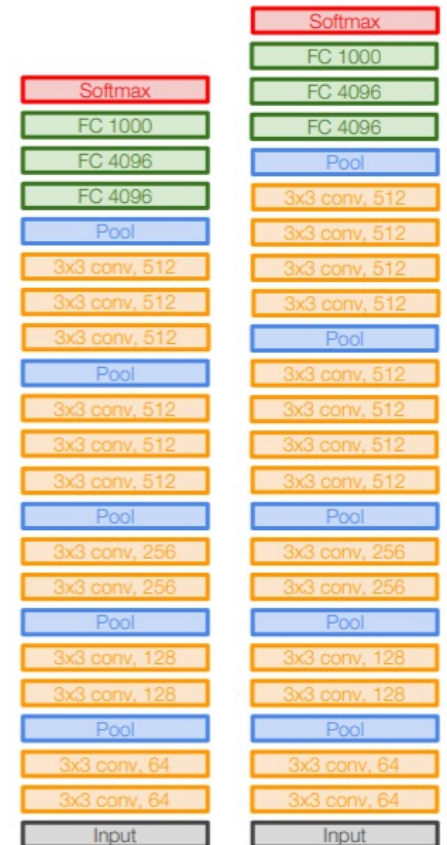 Softmax
FC 1000
FC 4096
FC 4096
Pool
3x3 conv, 512
3x3 conv, 512
3x3 conv, 512
Pool
3x3 conv, 512
3x3 conv, 512
3x3 conv, 512
Pool
3x3 conv, 256
3x3 conv, 256
Pool
3x3 conv, 128
3x3 conv, 128
Pool
3x3 conv, 64
3x3 conv, 64
Input
Softmax
FC 1000
FC 4096
FC 4096
Pool
3x3 conv, 512
3x3 conv, 512
3x3 conv, 512
3x3 conv, 512
Pool
3x3 conv, 512
3x3 conv, 512
3x3 conv, 512
3x3 conv, 512
Pool
3x3 conv, 256
3x3 conv, 256
Pool
3x3 conv, 128
3x3 conv, 128
Pool
3x3 conv, 64
3x3 conv, 64
Input